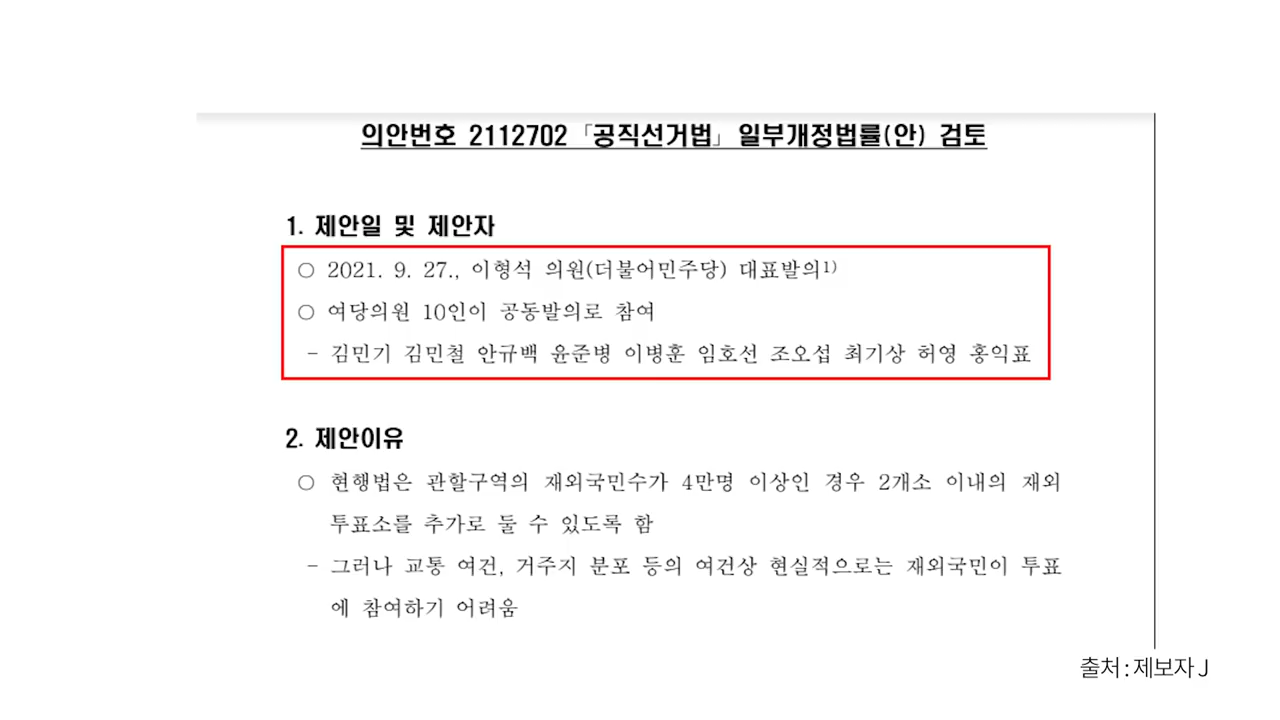 의안번호 2112702「공직선거법」일부개정법률(안) 검토
1. 제안일 및 제안자
○ 2021. 9. 27., 이형석 의원(더불어민주당) 대표발의1)
○ 여당의원 10인이 공동발의로 참여
- 김민기 김민철 안규백 윤준병 이병훈 임호선 조오섭 최기상 허영 홍익표
2. 제안이유
○ 현행법은 관할구역의 재외국민수가 4만명 이상인 경우 2개소 이내의 재외
투표소를 추가로 둘 수 있도록 함
- 그러나 교통 여건, 거주지 분포 등의 여건상 현실적으로는 재외국민이 투표
에 참여하기 어려움
출처 : 제보자 J